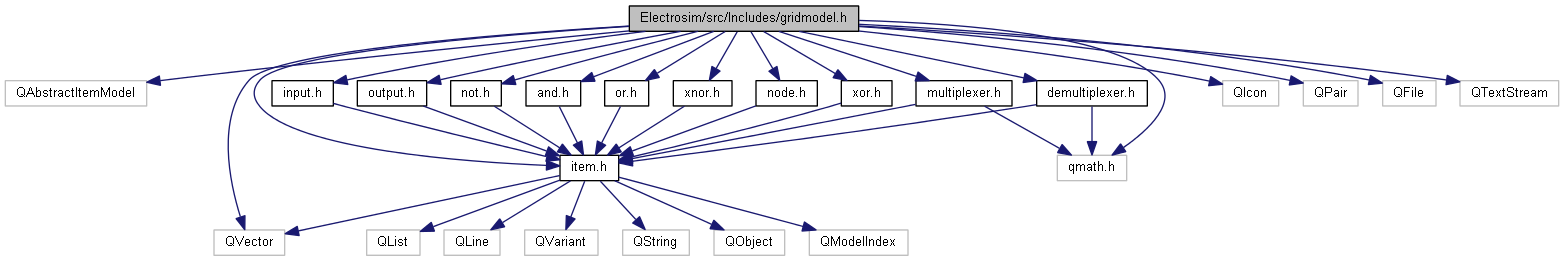 Electrosim/src/Includes/gridmodel.h
QAbstractItemModel
input.h
output.h
not.h
and.h
or.h
xnor.h
node.h
xor.h
multiplexer.h
demultiplexer.h
QIcon
QPair
QFile
QTextStream
item.h
qmath.h
QVector
QList
QLine
QVariant
QString
QObject
QModelIndex